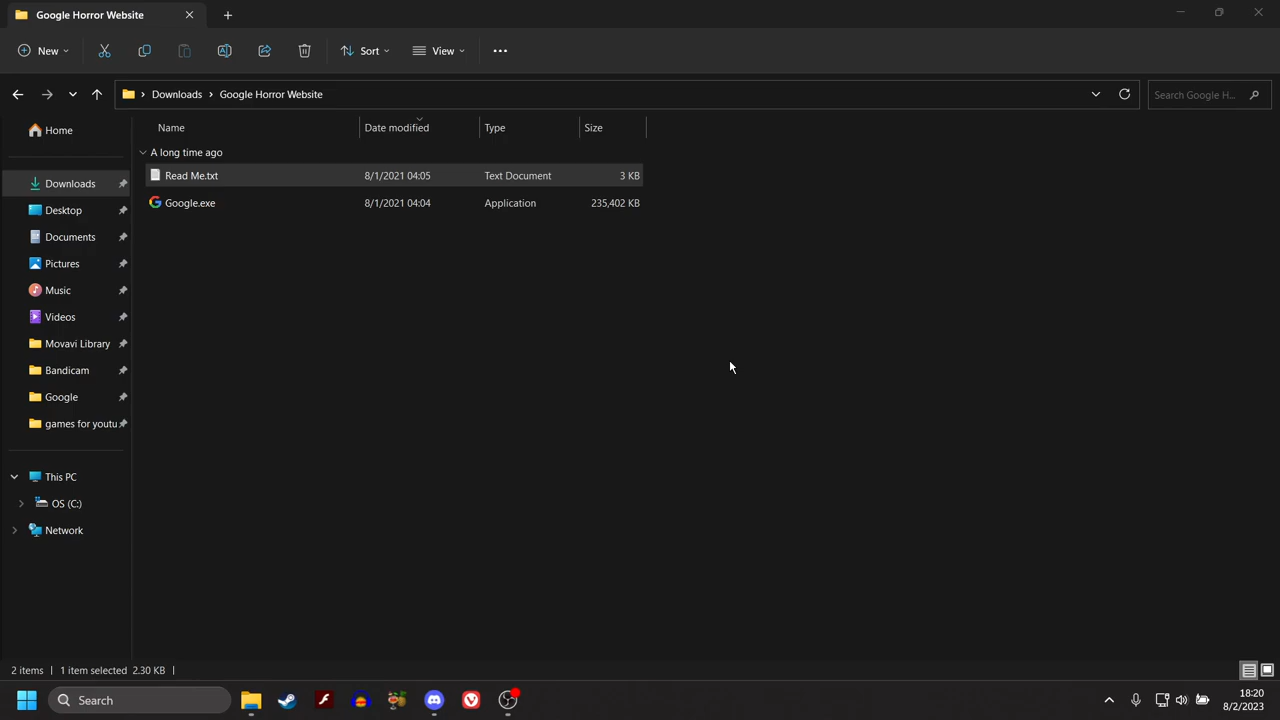 Google Horror Website
New
Sort
View
Downloads
Google Horror Website
Search Google H...
Name
Date modified
Type
Size
A long time ago
Read Me.txt
8/1/2021 04:05
Text Document
3 KB
Google.exe
8/1/2021 04:04
Application
235,402 KB
Home
Downloads
Desktop
Documents
Pictures
Music
Videos
Movavi Library
Bandicam
Google
games for youtu
This PC
OS (C:)
Network
2 items
1 item selected 2.30 KB
Search
18:20
8/2/2023